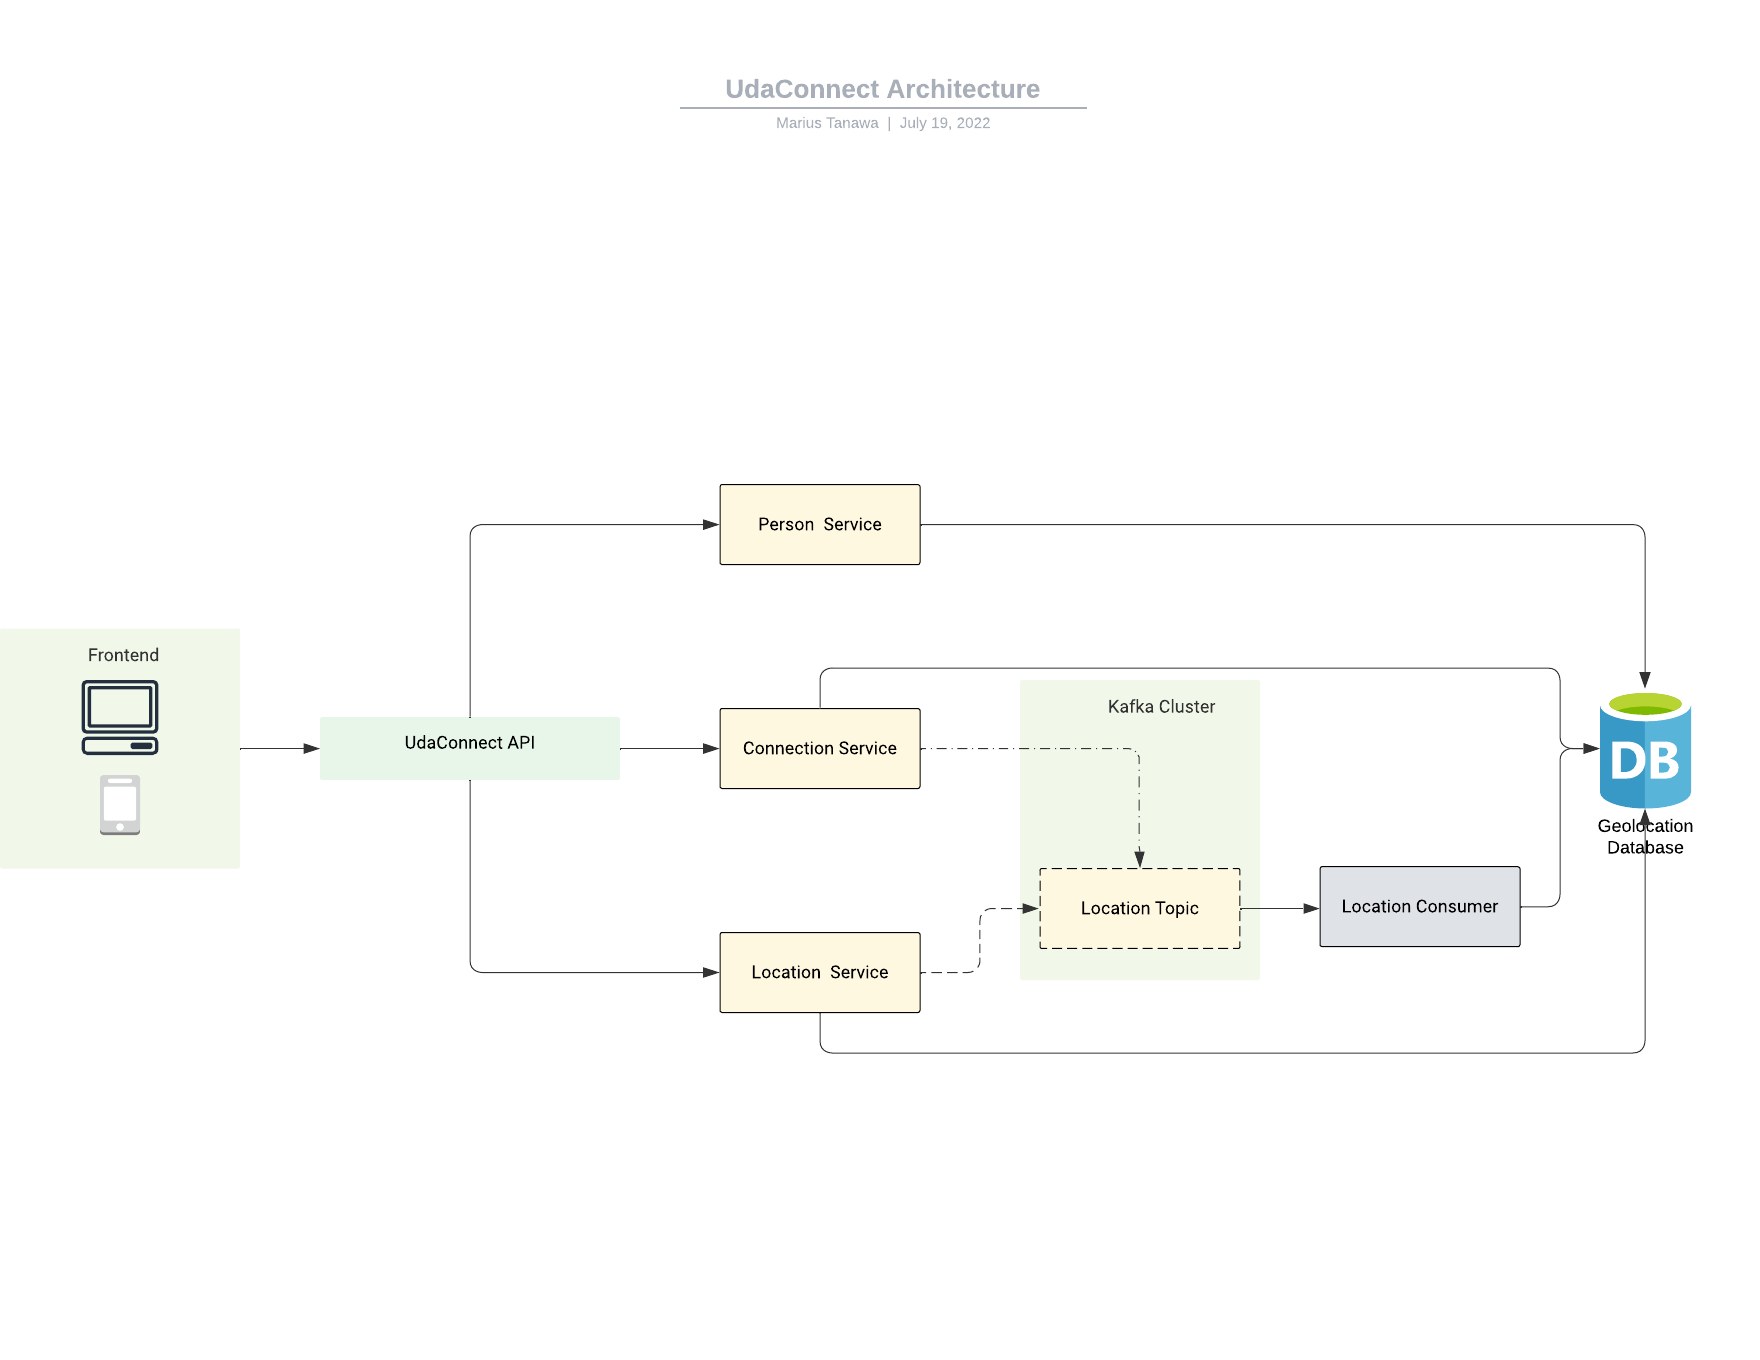 UdaConnect Architecture
Marius Tanawa | July 19, 2022
Person Service
Frontend
UdaConnect API
Connection Service
Kafka Cluster
DB
Geolocation
Database
Location Topic
Location Consumer
Location Service